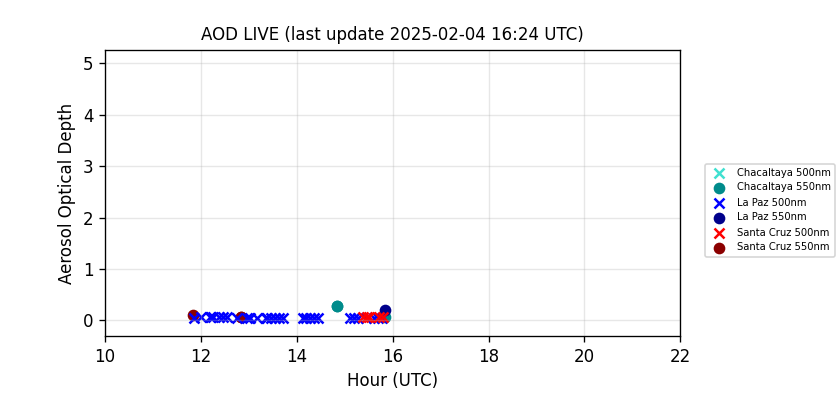 AOD LIVE (last update 2025-02-04 16:24 UTC)
Aerosol Optical Depth
5
4
3
2
1
0
10 12 14 16 18 20 22
Hour (UTC)
Chacaltaya 500nm
Chacaltaya 550nm
La Paz 500nm
La Paz 550nm
Santa Cruz 500nm
Santa Cruz 550nm